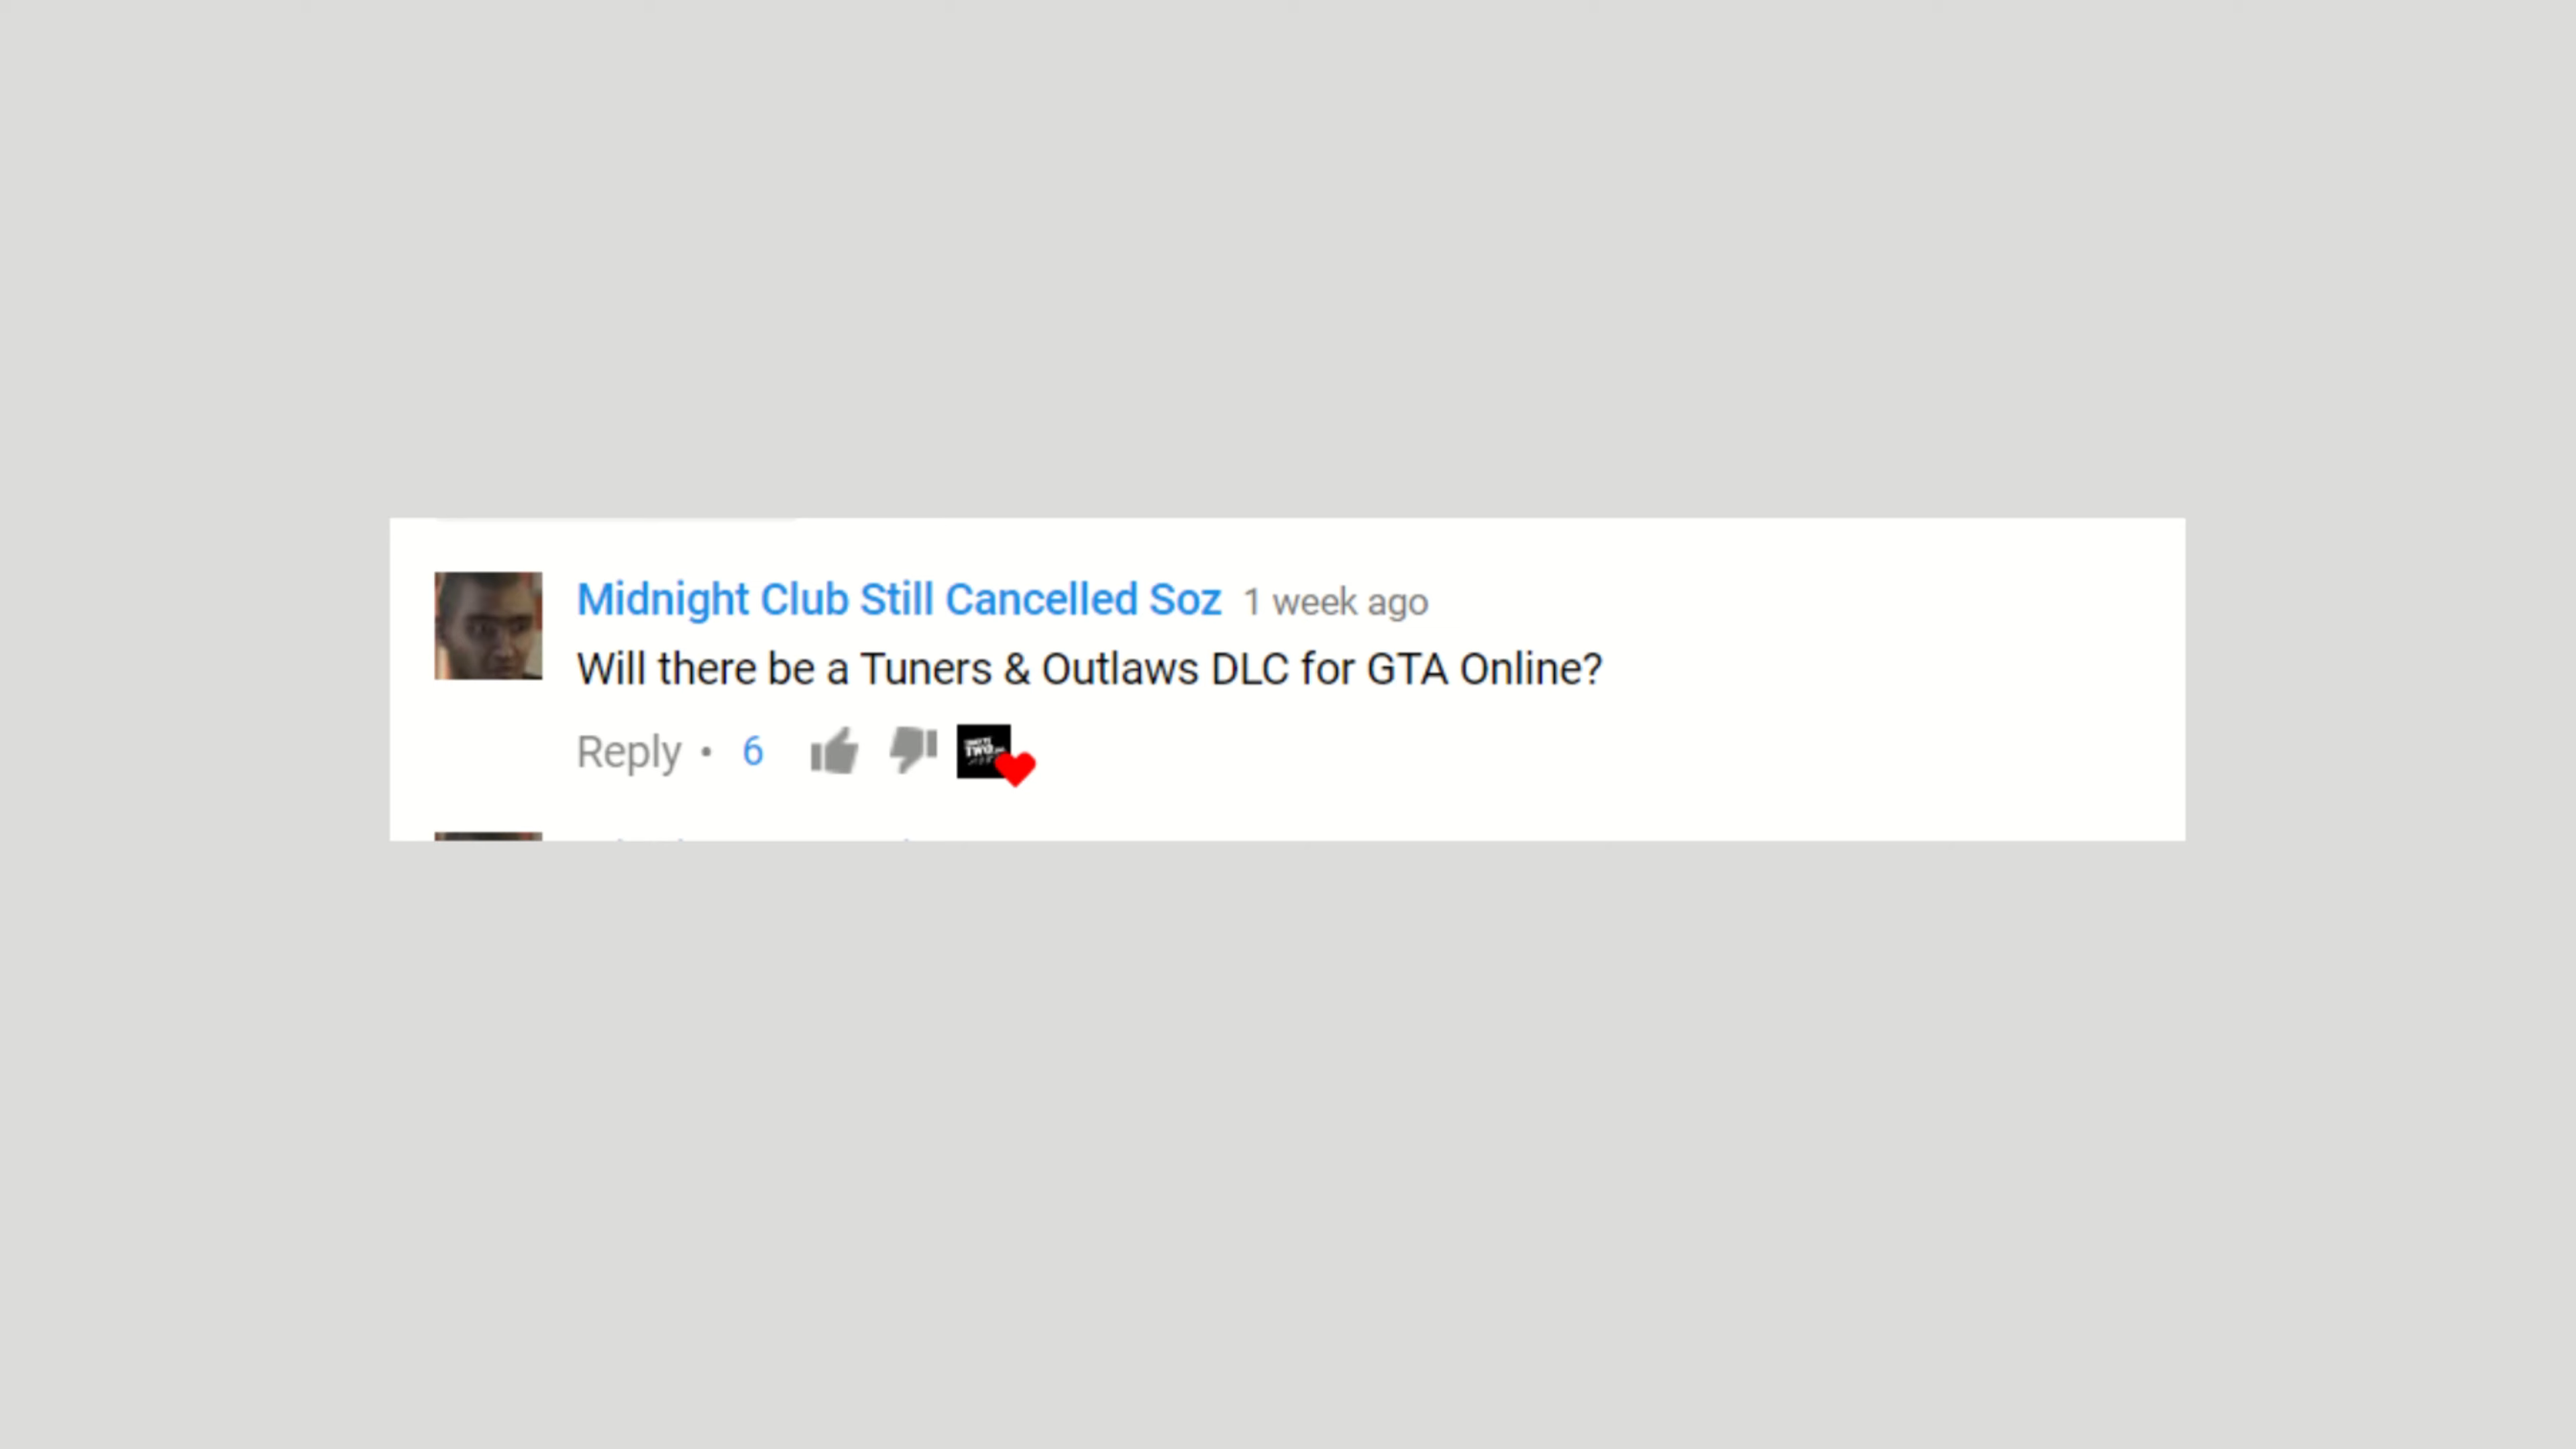 Midnight Club Still Cancelled Soz 1 week ago
Will there be a Tuners & Outlaws DLC for GTA Online?
Reply • 6
TWO